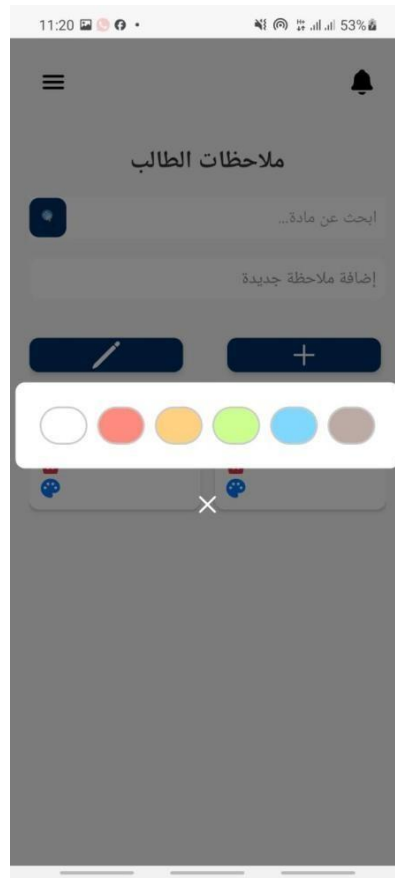 11:20 53%
ملاحظات الطالب
ابحث عن مادة...
إضافة ملاحظة جديدة